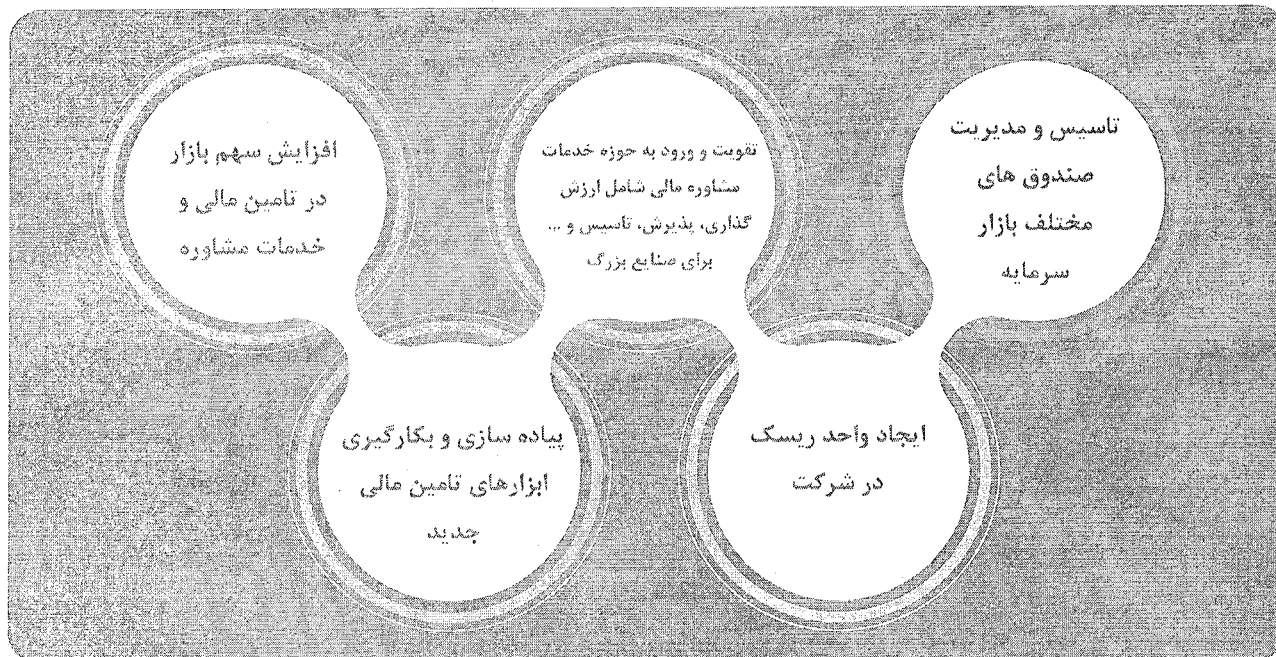 تاسیس و مدیریت
صندوق های
مختلف بازار
سرمایه
ایجاد واحد ریسک
در شرکت
تقویت و ورود به حوزه خدمات
مشاوره مالی شامل ارزش
گذاری، پذیرش، تاسیس و ...
برای صنایع بزرگ
پیاده سازی و بکارگیری
ابزارهای تامین مالی
جدید
افزایش سهم بازار
در تامین مالی و
خدمات مشاوره